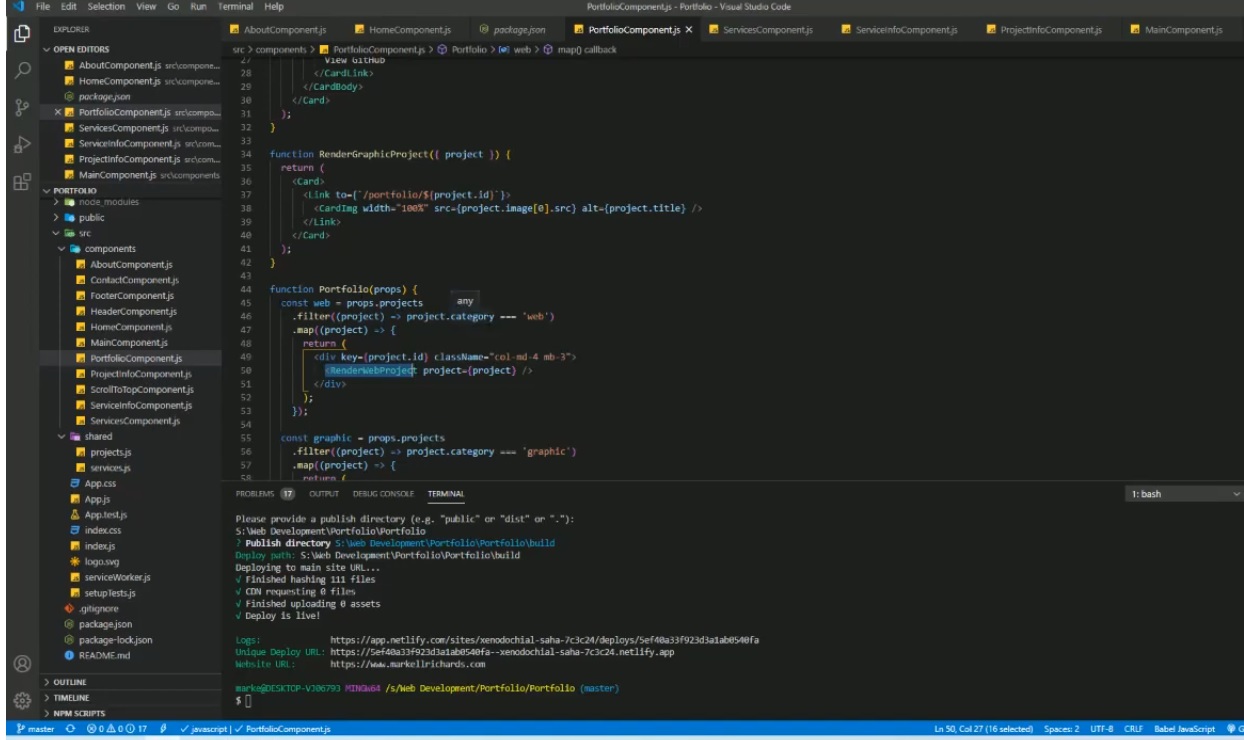 File Edit Selection View Go Run Terminal Help PortfolioComponent.js - Portfolio - Visual Studio Code
EXPLORER
OPEN EDITORS
AboutComponent.js src\compone...
HomeComponent.js src\compone...
package.json
PortfolioComponent.js src\compo...
ServicesComponent.js src\compo...
ServiceInfoComponent.js src\com...
ProjectInfoComponent.js src\com...
MainComponent.js src\components
PORTFOLIO
node_modules
public
src
components
AboutComponent.js
ContactComponent.js
FooterComponent.js
HeaderComponent.js
HomeComponent.js
MainComponent.js
PortfolioComponent.js
ProjectInfoComponent.js
ScrollToTopComponent.js
ServiceInfoComponent.js
ServicesComponent.js
shared
projects.js
services.js
App.css
App.js
App.test.js
index.css
index.js
logo.svg
serviceWorker.js
setupTests.js
.gitignore
package.json
package-lock.json
README.md
OUTLINE
TIMELINE
NPM SCRIPTS
AboutComponent.js HomeComponent.js package.json PortfolioComponent.js ServicesComponent.js ServiceInfoComponent.js ProjectInfoComponent.js MainComponent.js
src > components > PortfolioComponent.js > Portfolio > web > map() callback
27 View GitHub
28 </CardLink>
29 </CardBody>
30 </Card>
31 );
32 }
33
34 function RenderGraphicProject({ project }) {
35 return (
36 <Card>
37 <Link to={`/portfolio/${project.id}`}>
38 <CardImg width="100%" src={project.image[0].src} alt={project.title} />
39 </Link>
40 </Card>
41 );
42 }
43
44 function Portfolio(props) {
45 const web = props.projects
any
46 .filter((project) => project.category === 'web')
47 .map((project) => {
48 return (
49 <div key={project.id} className="col-md-4 mb-3">
50 <RenderWebProject project={project} />
51 </div>
52 );
53 });
54
55 const graphic = props.projects
56 .filter((project) => project.category === 'graphic')
57 .map((project) => {
58 return (
PROBLEMS 17 OUTPUT DEBUG CONSOLE TERMINAL 1: bash
Please provide a publish directory (e.g. "public" or "dist" or "."):
S:\Web Development\Portfolio\Portfolio
? Publish directory S:\Web Development\Portfolio\Portfolio\build
Deploy path: S:\Web Development\Portfolio\Portfolio\build
Deploying to main site URL...
√ Finished hashing 111 files
√ CDN requesting 0 files
√ Finished uploading 0 assets
√ Deploy is live!
Logs: https://app.netlify.com/sites/xenodochial-saha-7c3c24/deploys/5ef40a33f923d3a1ab0540fa
Unique Deploy URL: https://5ef40a33f923d3a1ab0540fa--xenodochial-saha-7c3c24.netlify.app
Website URL: https://www.markellrichards.com
marke@DESKTOP-VJ0679J MINGW64 /s/Web Development/Portfolio/Portfolio (master)
$
master 0 0 17 javascript | PortfolioComponent.js Ln 50, Col 27 (16 selected) Spaces: 2 UTF-8 CRLF Babel JavaScript